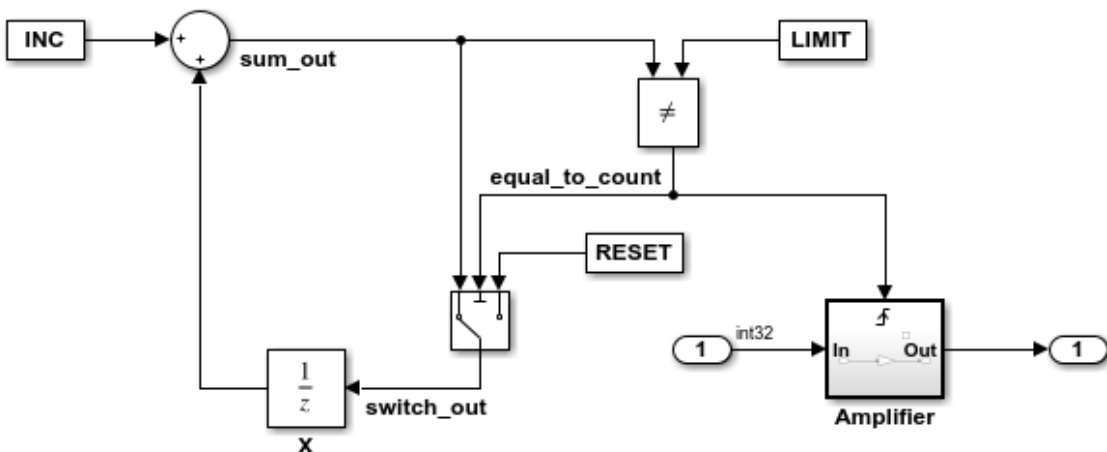 INC
+
+
sum_out
LIMIT
≠
equal_to_count
RESET
1
int32
In
Out
1
Amplifier
1
z
switch_out
X